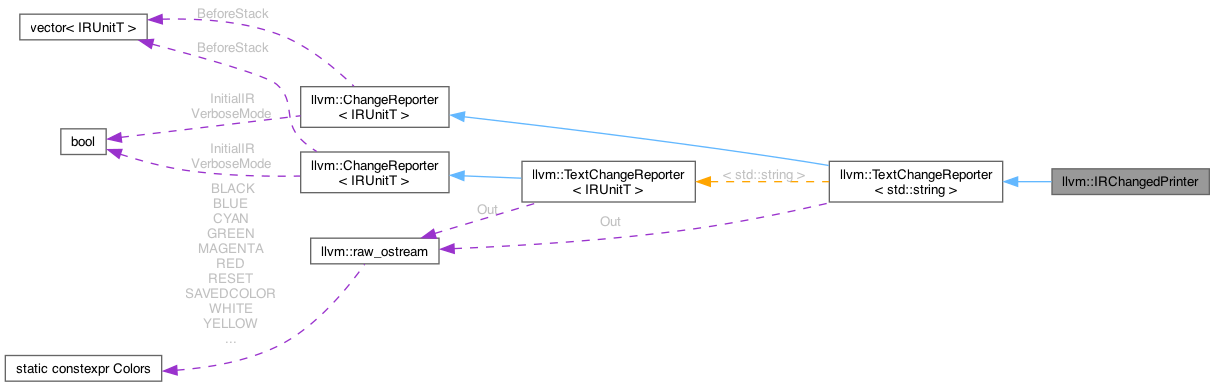 vector< IRUnitT >
BeforeStack
BeforeStack
llvm::ChangeReporter
< IRUnitT >
InitialIR
VerboseMode
bool
InitialIR
VerboseMode
llvm::ChangeReporter
< IRUnitT >
llvm::TextChangeReporter
< IRUnitT >
< std::string >
llvm::TextChangeReporter
< std::string >
llvm::IRChangedPrinter
Out
Out
llvm::raw_ostream
BLACK
BLUE
CYAN
GREEN
MAGENTA
RED
RESET
SAVEDCOLOR
WHITE
YELLOW
...
static constexpr Colors